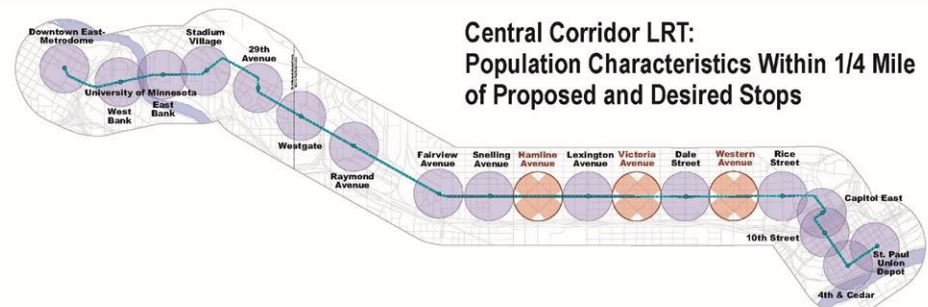 Central Corridor LRT:
Population Characteristics Within 1/4 Mile
of Proposed and Desired Stops
Downtown East-
Metrodome
Stadium
Village
29th
Avenue
University of Minnesota
West
Bank
East
Bank
Westgate
Raymond
Avenue
Fairview
Avenue
Snelling
Avenue
Hamline
Avenue
Lexington
Avenue
Victoria
Avenue
Dale
Street
Western
Avenue
Rice
Street
Capitol East
10th Street
St. Paul
Union
Depot
4th & Cedar